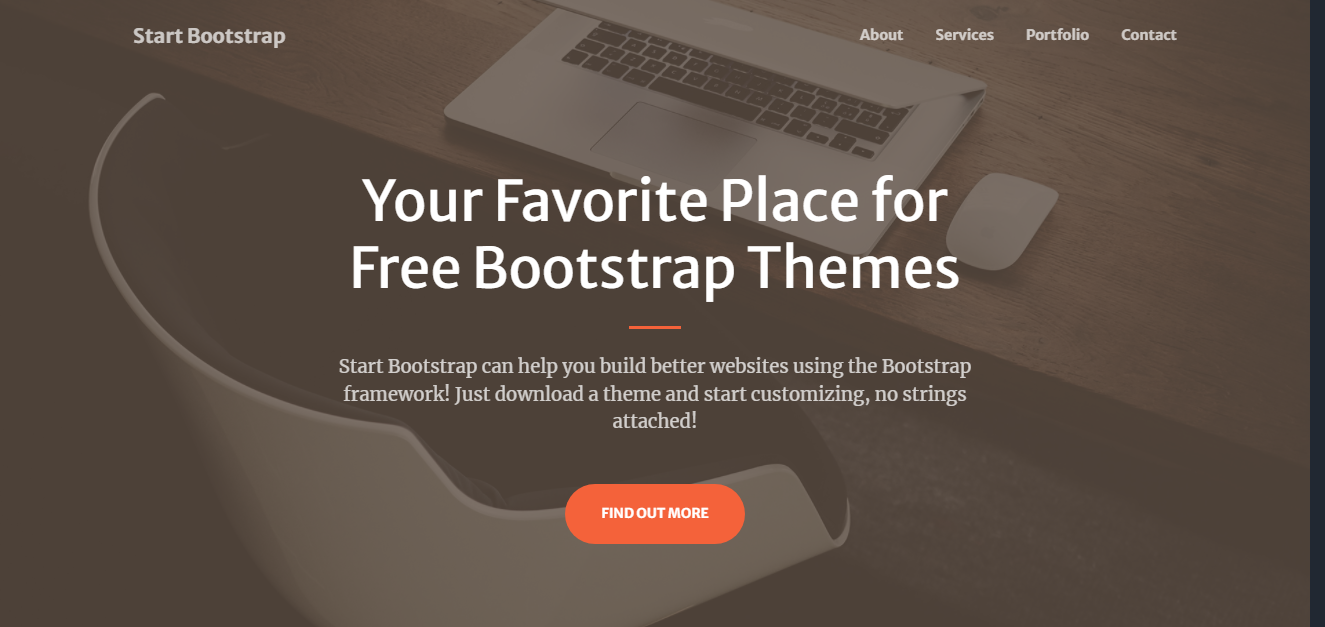 Start Bootstrap
About Services Portfolio Contact
Your Favorite Place for
Free Bootstrap Themes
Start Bootstrap can help you build better websites using the Bootstrap
framework! Just download a theme and start customizing, no strings
attached!
FIND OUT MORE